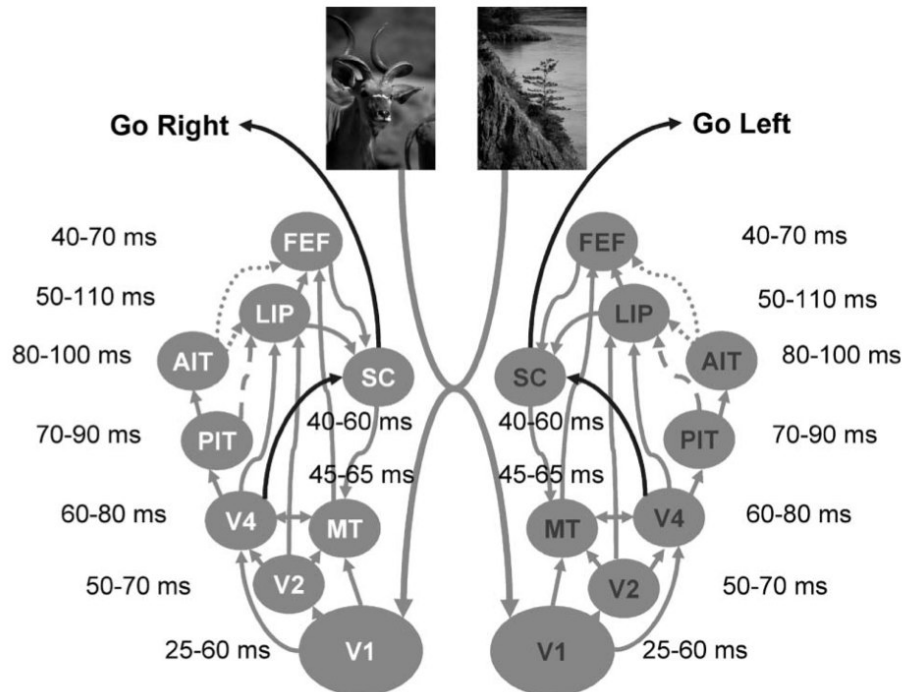 Go Right
Go Left
40-70 ms
FEF
FEF
40-70 ms
50-110 ms
LIP
LIP
50-110 ms
80-100 ms
AIT
SC
SC
AIT
80-100 ms
40-60 ms
40-60 ms
70-90 ms
PIT
PIT
70-90 ms
45-65 ms
45-65 ms
60-80 ms
V4
MT
MT
V4
60-80 ms
50-70 ms
V2
V2
50-70 ms
25-60 ms
V1
V1
25-60 ms